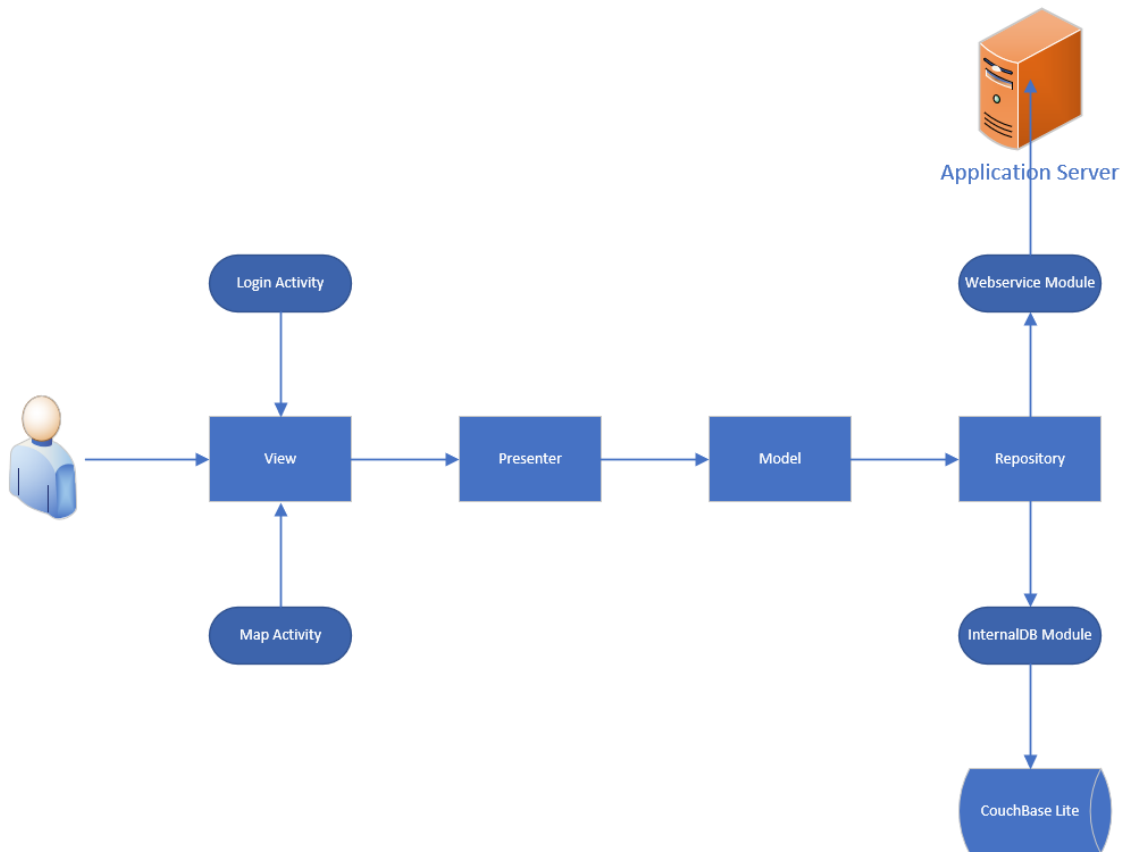 Application Server
Login Activity
Webservice Module
View
Presenter
Model
Repository
Map Activity
InternalDB Module
CouchBase Lite